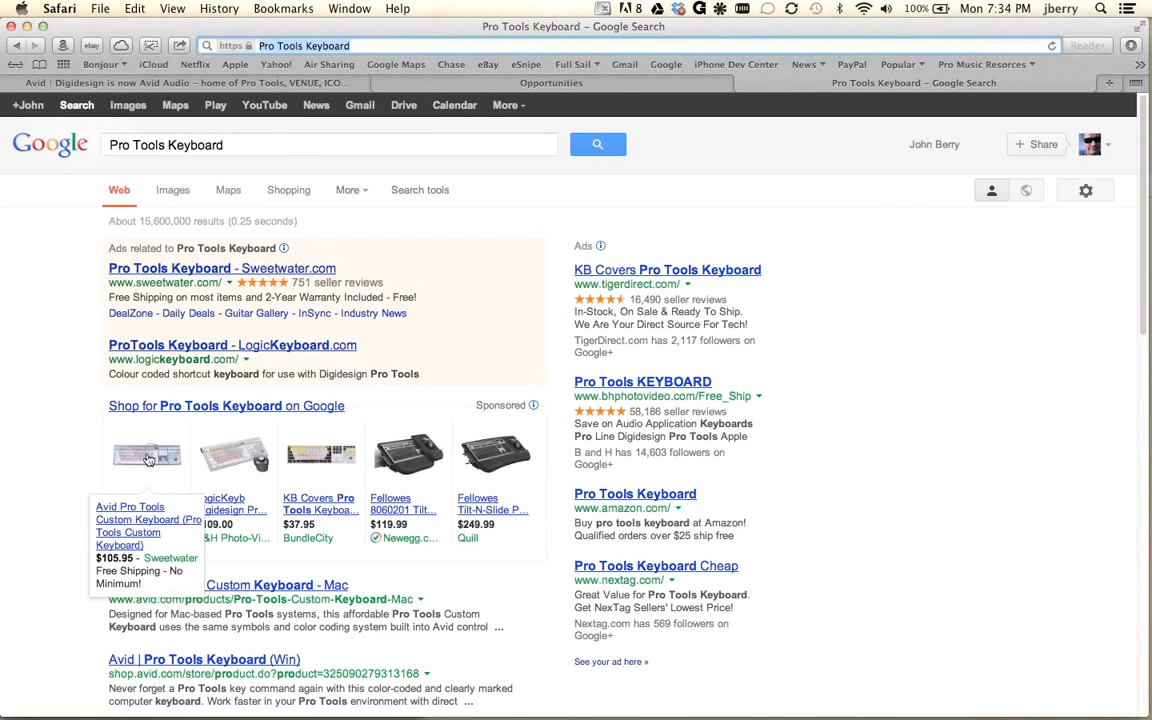 Safari File Edit View History Bookmarks Window Help 8 100% Mon 7:34 PM jberry
Pro Tools Keyboard – Google Search
ebay https Pro Tools Keyboard Reader
Bonjour iCloud Netflix Apple Yahoo! Air Sharing Google Maps Chase eBay eSnipe Full Sail Gmail Google iPhone Dev Center News PayPal Popular Pro Music Resorces
Avid | Digidesign is now Avid Audio – home of Pro Tools, VENUE, ICO... Opportunities Pro Tools Keyboard – Google Search
+John Search Images Maps Play YouTube News Gmail Drive Calendar More
Google Pro Tools Keyboard John Berry + Share
Web Images Maps Shopping More Search tools
About 15,600,000 results (0.25 seconds)
Ads related to Pro Tools Keyboard
Pro Tools Keyboard - Sweetwater.com
www.sweetwater.com/ 751 seller reviews
Free Shipping on most items and 2-Year Warranty Included - Free!
DealZone - Daily Deals - Guitar Gallery - InSync - Industry News
ProTools Keyboard - LogicKeyboard.com
www.logickeyboard.com/
Colour coded shortcut keyboard for use with Digidesign Pro Tools
Shop for Pro Tools Keyboard on Google Sponsored
Avid Pro Tools
Custom Keyboard (Pro
Tools Custom
Keyboard)
$105.95 - Sweetwater
Free Shipping - No
Minimum!
ogicKeyb
igidesign Pr...
09.00
&H Photo-Vi...
KB Covers Pro
Tools Keyboa...
$37.95
BundleCity
Fellowes
8060201 Tilt...
$119.99
Newegg.c...
Fellowes
Tilt-N-Slide P...
$249.99
Quill
Custom Keyboard - Mac
www.avid.com/products/Pro-Tools-Custom-Keyboard-Mac
Designed for Mac-based Pro Tools systems, this affordable Pro Tools Custom
Keyboard uses the same symbols and color coding system built into Avid control ...
Avid | Pro Tools Keyboard (Win)
shop.avid.com/store/product.do?product=325090279313168
Never forget a Pro Tools key command again with this color-coded and clearly marked
computer keyboard. Work faster in your Pro Tools environment with direct ...
Ads
KB Covers Pro Tools Keyboard
www.tigerdirect.com/
16,490 seller reviews
In-Stock, On Sale & Ready To Ship.
We Are Your Direct Source For Tech!
TigerDirect.com has 2,117 followers on
Google+
Pro Tools KEYBOARD
www.bhphotovideo.com/Free_Ship
58,186 seller reviews
Save on Audio Application Keyboards
Pro Line Digidesign Pro Tools Apple
B and H has 14,603 followers on
Google+
Pro Tools Keyboard
www.amazon.com/
Buy pro tools keyboard at Amazon!
Qualified orders over $25 ship free
Pro Tools Keyboard Cheap
www.nextag.com/
Great Value for Pro Tools Keyboard.
Get NexTag Sellers' Lowest Price!
Nextag.com has 569 followers on
Google+
See your ad here »